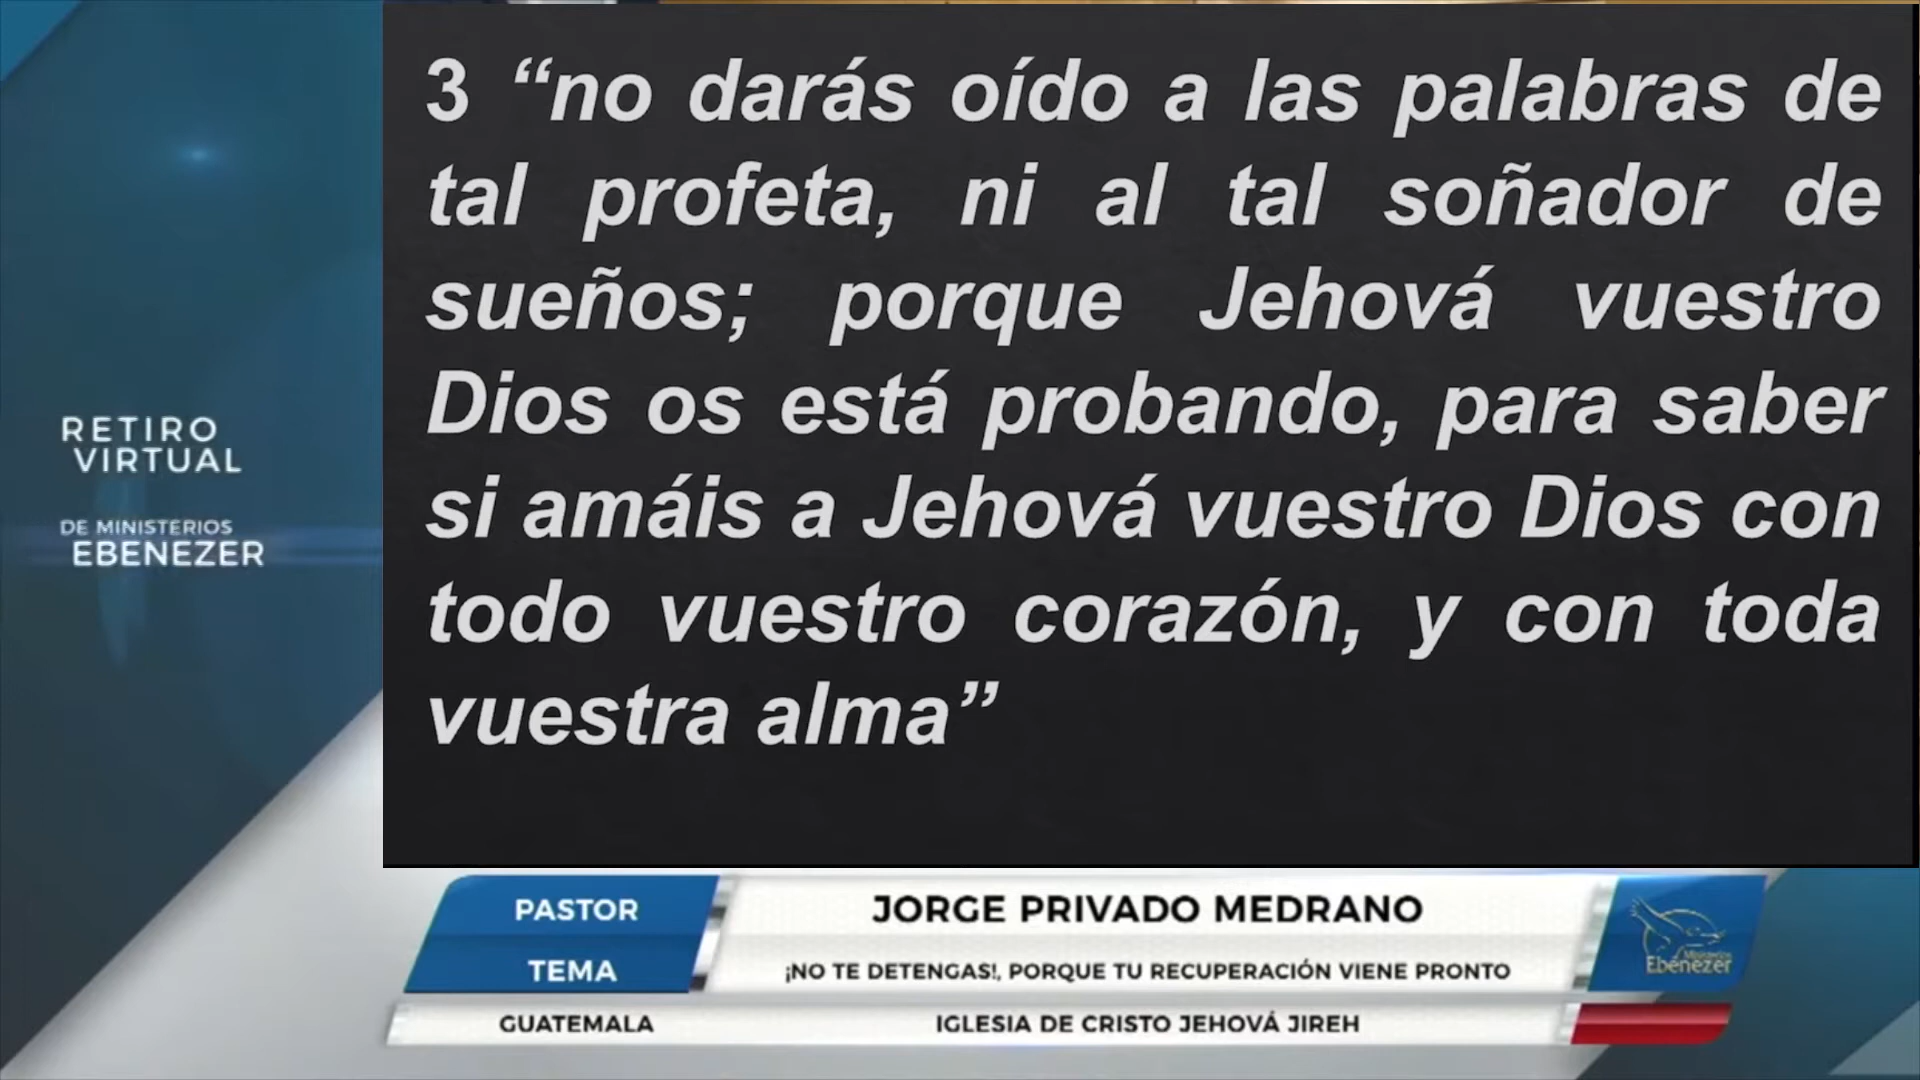 3 “no darás oído a las palabras de
tal profeta, ni al tal soñador de
sueños; porque Jehová vuestro
Dios os está probando, para saber
si amáis a Jehová vuestro Dios con
todo vuestro corazón, y con toda
vuestra alma”
RETIRO
VIRTUAL
DE MINISTERIOS
EBENEZER
PASTOR
JORGE PRIVADO MEDRANO
TEMA
¡NO TE DETENGAS!, PORQUE TU RECUPERACIÓN VIENE PRONTO
Ministerios
Ebenezer
GUATEMALA
IGLESIA DE CRISTO JEHOVÁ JIREH